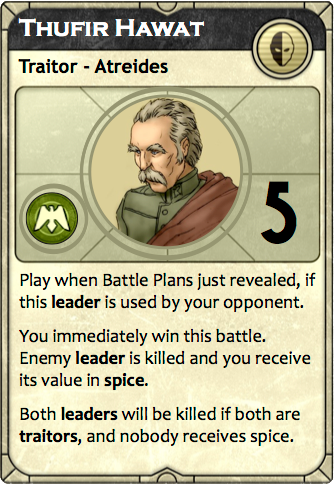 Thufir Hawat
Traitor - Atreides
5
Play when Battle Plans just revealed, if
this leader is used by your opponent.
You immediately win this battle.
Enemy leader is killed and you receive
its value in spice.
Both leaders will be killed if both are
traitors, and nobody receives spice.